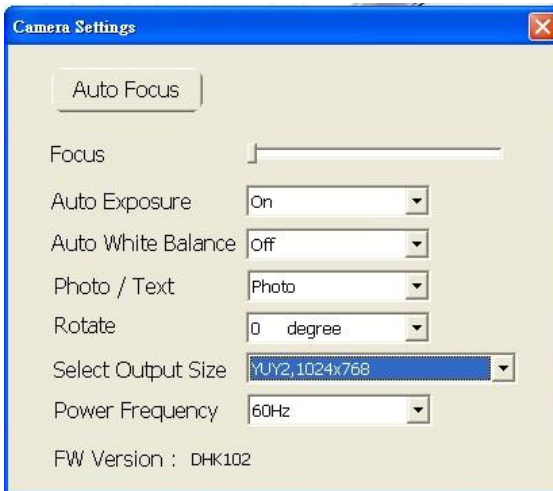 Camera Settings
Auto Focus
Focus
Auto Exposure On
Auto White Balance Off
Photo / Text Photo
Rotate 0 degree
Select Output Size YUY2,1024x768
Power Frequency 60Hz
FW Version : DHK102